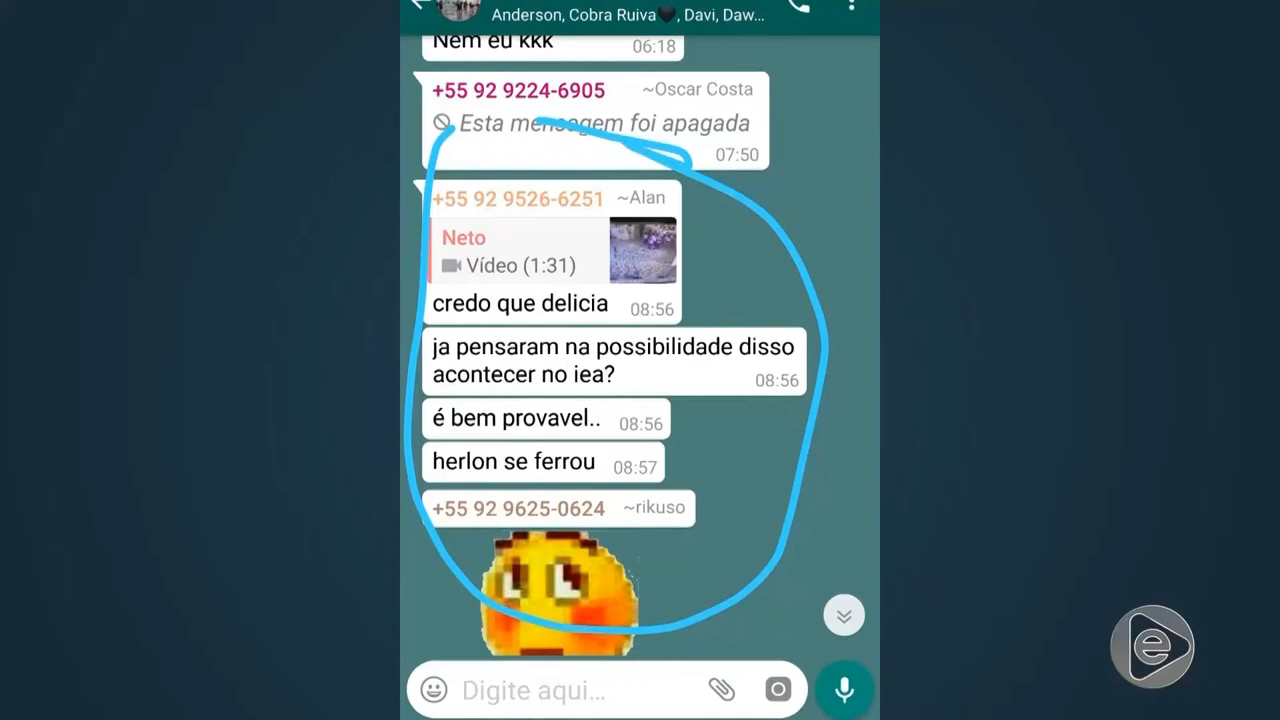 Anderson, Cobra Ruiva🖤, Davi, Daw...
Nem eu kkk
06:18
+55 92 9224-6905 ~Oscar Costa
Esta mensagem foi apagada
07:50
+55 92 9526-6251 ~Alan
Neto
Vídeo (1:31)
credo que delicia 08:56
ja pensaram na possibilidade disso
acontecer no iea? 08:56
é bem provavel.. 08:56
herlon se ferrou 08:57
+55 92 9625-0624 ~rikuso
Digite aqui...
e